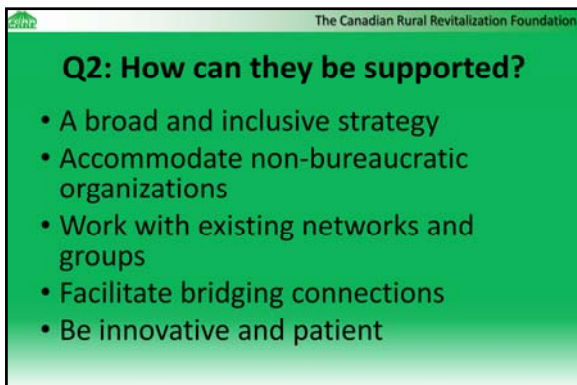 The Canadian Rural Revitalization Foundation
Q2: How can they be supported?
• A broad and inclusive strategy
• Accommodate non-bureaucratic
organizations
• Work with existing networks and
groups
• Facilitate bridging connections
• Be innovative and patient